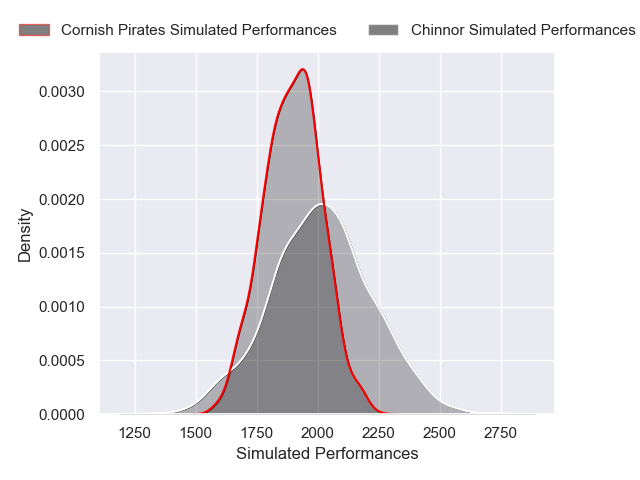 Cornish Pirates Simulated Performances
Chinnor Simulated Performances
0.0030
0.0025
0.0020
0.0015
0.0010
0.0005
0.0000
Density
1250 1500 1750 2000 2250 2500 2750
Simulated Performances